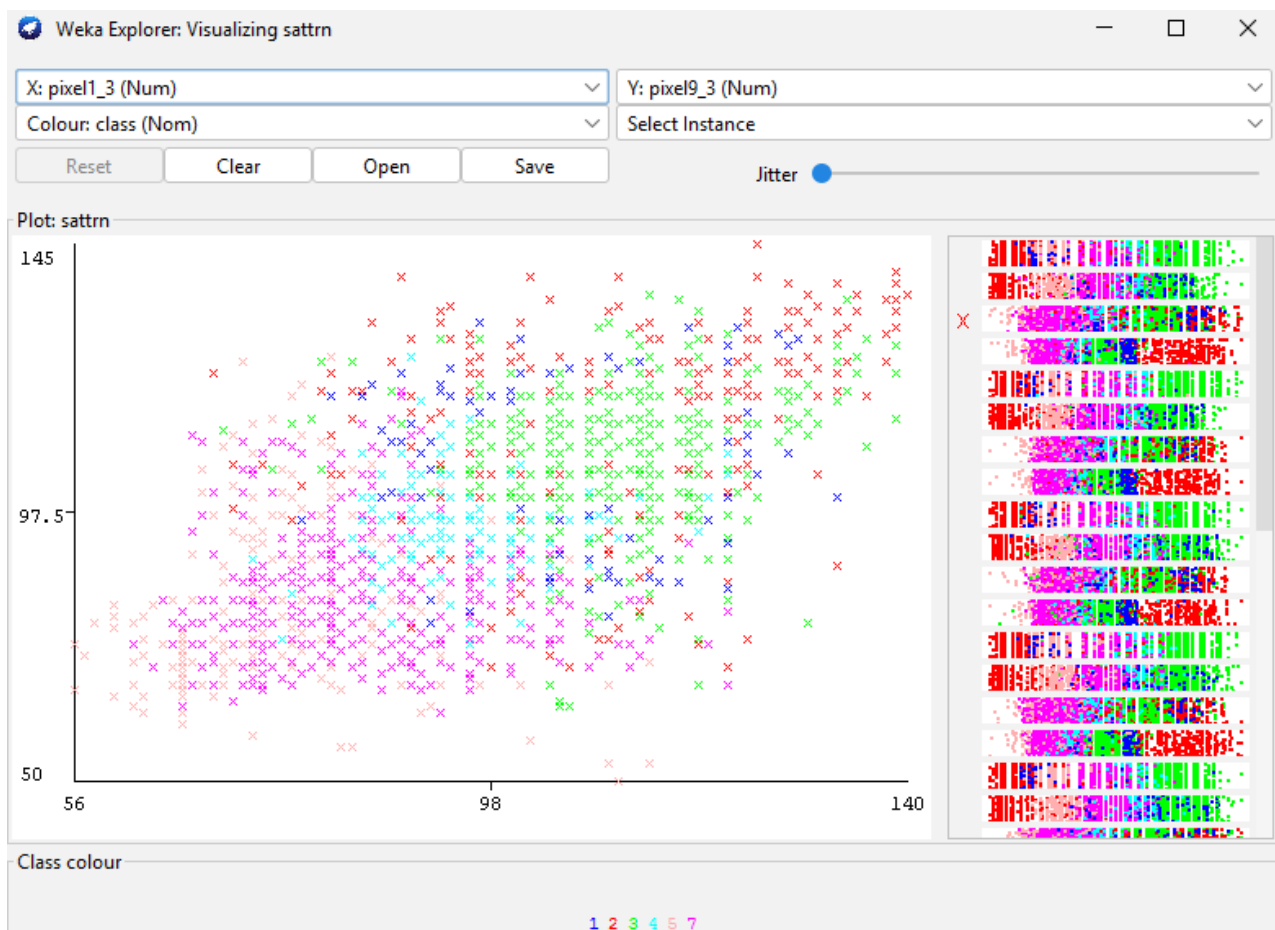 Weka Explorer: Visualizing sattrn
X: pixel1_3 (Num) Y: pixel9_3 (Num)
Colour: class (Nom) Select Instance
Reset Clear Open Save Jitter
Plot: sattrn
145
X
97.5
50
56 98 140
Class colour
1 2 3 4 5 7